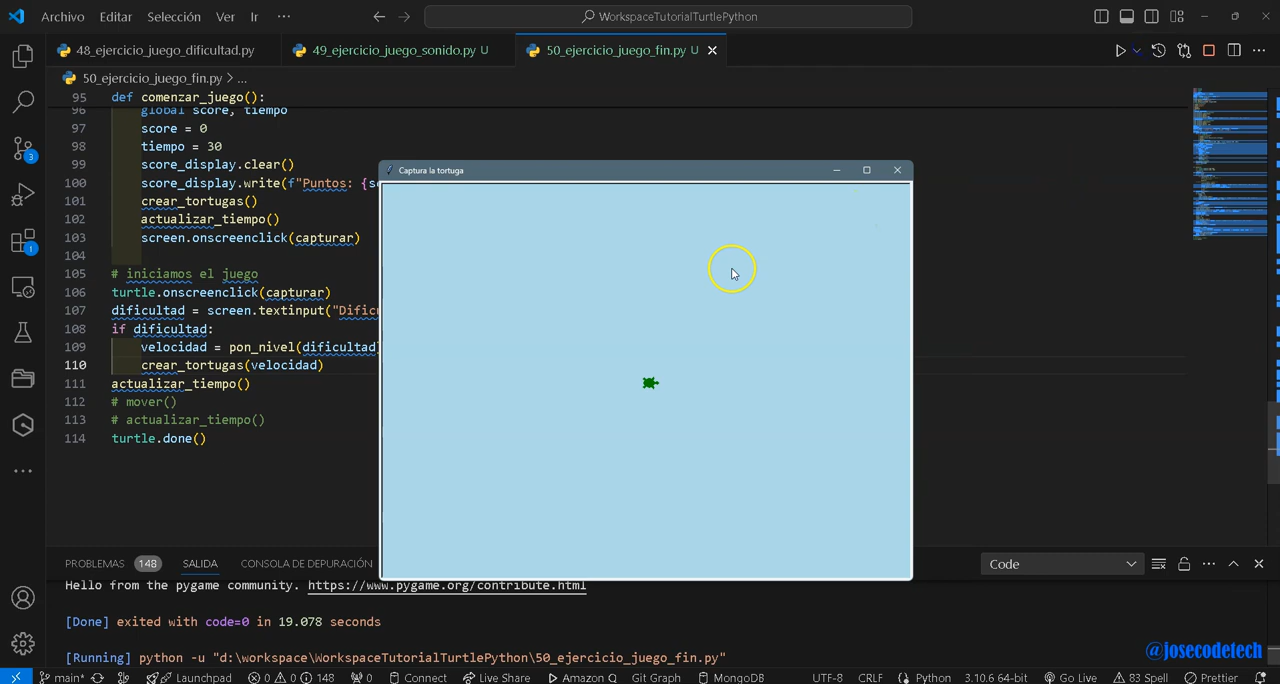 Archivo Editar Selección Ver Ir ··· WorkspaceTutorialTurtlePython
48_ejercicio_juego_dificultad.py 49_ejercicio_juego_sonido.py U 50_ejercicio_juego_fin.py U
50_ejercicio_juego_fin.py > ...
95 def comenzar_juego():
96 global score, tiempo
97 score = 0
98 tiempo = 30
99 score_display.clear()
100 score_display.write(f"Puntos: {s
101 crear_tortugas()
102 actualizar_tiempo()
103 screen.onscreenclick(capturar)
104
105 # iniciamos el juego
106 turtle.onscreenclick(capturar)
107 dificultad = screen.textinput("Dific
108 if dificultad:
109 velocidad = pon_nivel(dificultad
110 crear_tortugas(velocidad)
111 actualizar_tiempo()
112 # mover()
113 # actualizar_tiempo()
114 turtle.done()
Captura la tortuga
3
1
PROBLEMAS 148 SALIDA CONSOLA DE DEPURACIÓN Code
Hello from the pygame community. https://www.pygame.org/contribute.html
[Done] exited with code=0 in 19.078 seconds
[Running] python -u "d:\workspace\WorkspaceTutorialTurtlePython\50_ejercicio_juego_fin.py"
@josecodetech
main* Launchpad 0 0 148 0 Connect Live Share Amazon Q Git Graph MongoDB UTF-8 CRLF Python 3.10.6 64-bit Go Live 83 Spell Prettier